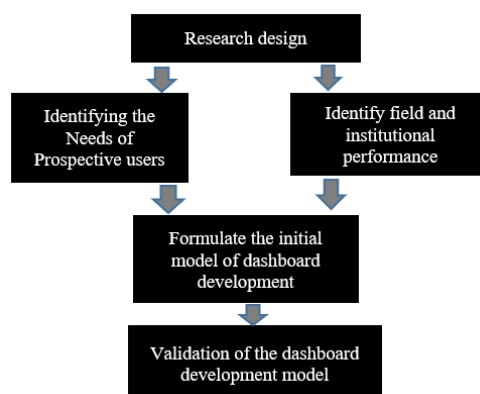 Research design
Identifying the
Needs of
Prospective users
Identify field and
institutional
performance
Formulate the initial
model of dashboard
development
Validation of the dashboard
development model